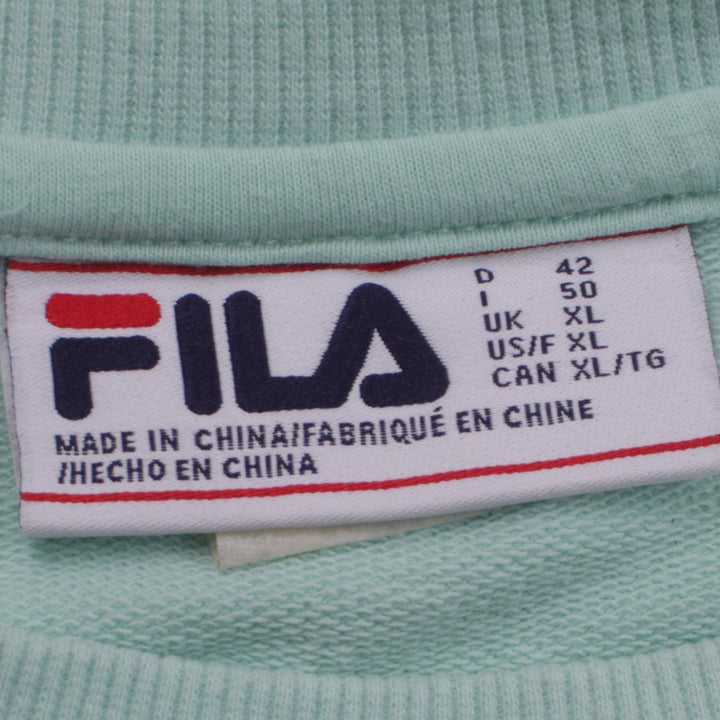 FILA
D 42
I 50
UK XL
US/F XL
CAN XL/TG
MADE IN CHINA/FABRIQUÉ EN CHINE
/HECHO EN CHINA